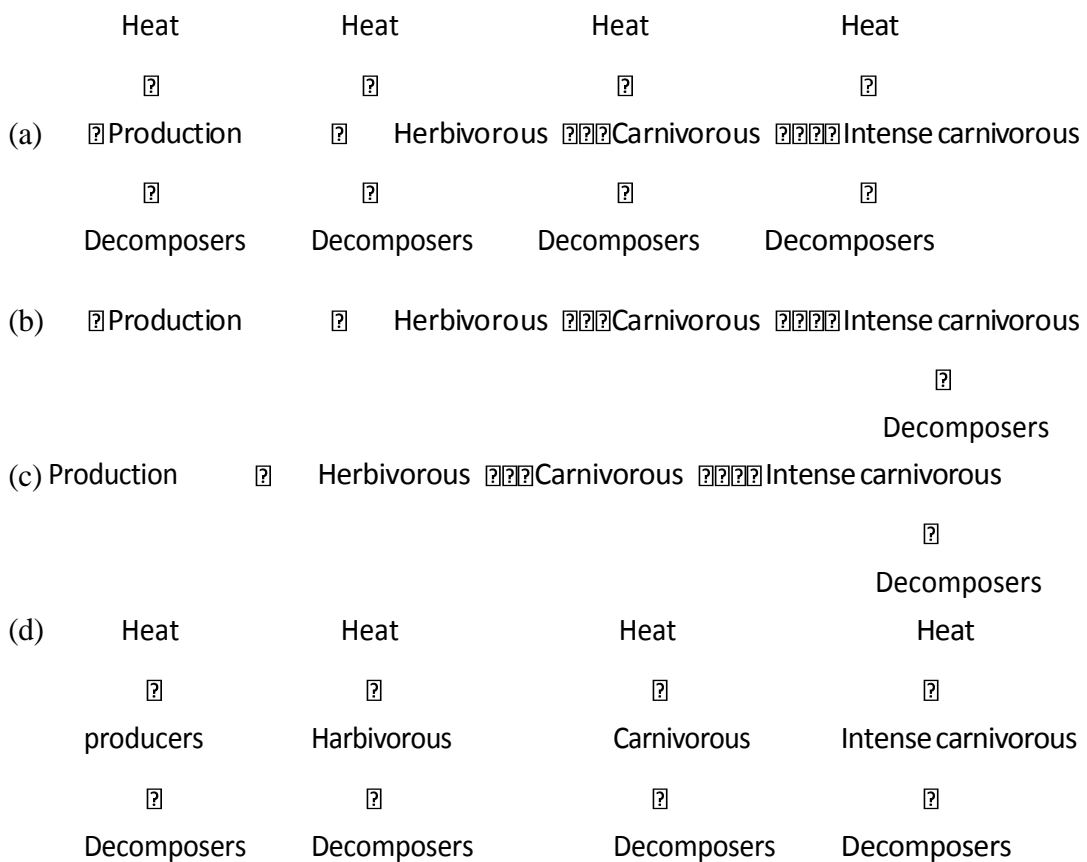 Heat Heat Heat Heat
⍰ ⍰ ⍰ ⍰
(a) ⍰Production ⍰ Herbivorous ⍰⍰⍰Carnivorous ⍰⍰⍰⍰Intense carnivorous
⍰ ⍰ ⍰ ⍰
Decomposers Decomposers Decomposers Decomposers
(b) ⍰Production ⍰ Herbivorous ⍰⍰⍰Carnivorous ⍰⍰⍰⍰Intense carnivorous
⍰
Decomposers
(c) Production ⍰ Herbivorous ⍰⍰⍰Carnivorous ⍰⍰⍰⍰Intense carnivorous
⍰
Decomposers
(d) Heat Heat Heat Heat
⍰ ⍰ ⍰ ⍰
producers Harbivorous Carnivorous Intense carnivorous
⍰ ⍰ ⍰ ⍰
Decomposers Decomposers Decomposers Decomposers